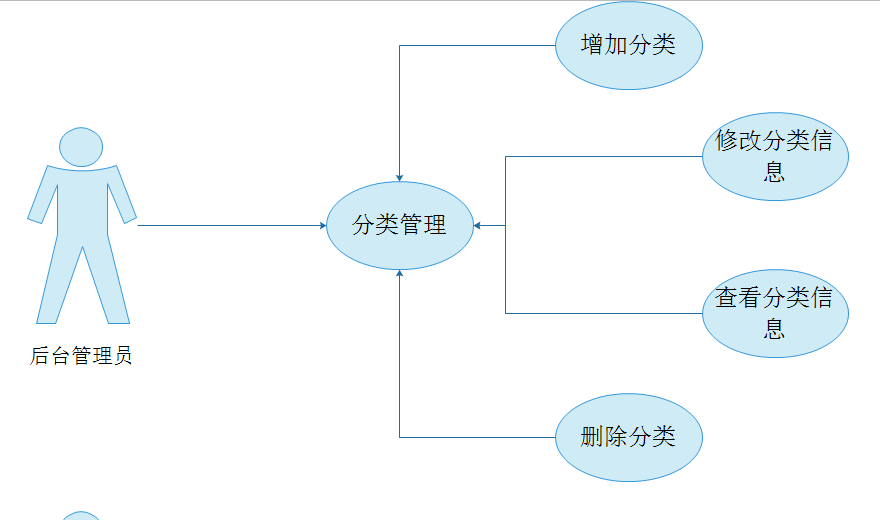 增加分类
修改分类信
息
分类管理
查看分类信
息
后台管理员
删除分类